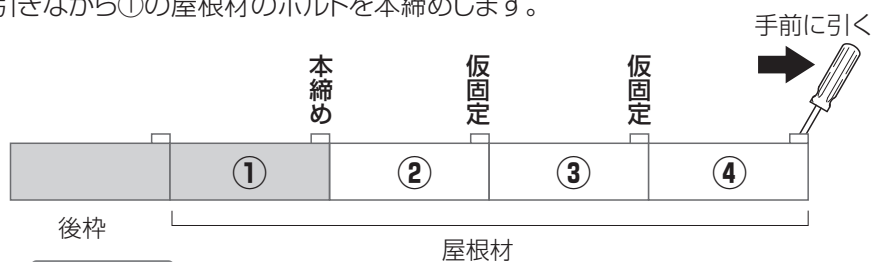 引きながら①の屋根材のボルトを本締めします。
手前に引く
本締め
仮固定
仮固定
①
②
③
④
後枠
屋根材